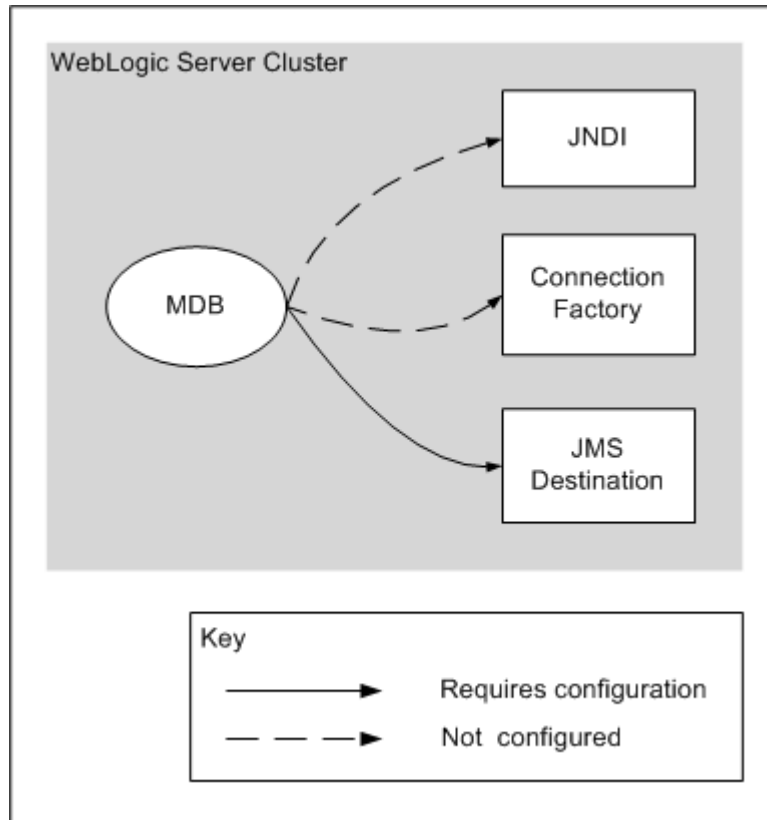 WebLogic Server Cluster
JNDI
MDB
Connection
Factory
JMS
Destination
Key
Requires configuration
Not configured